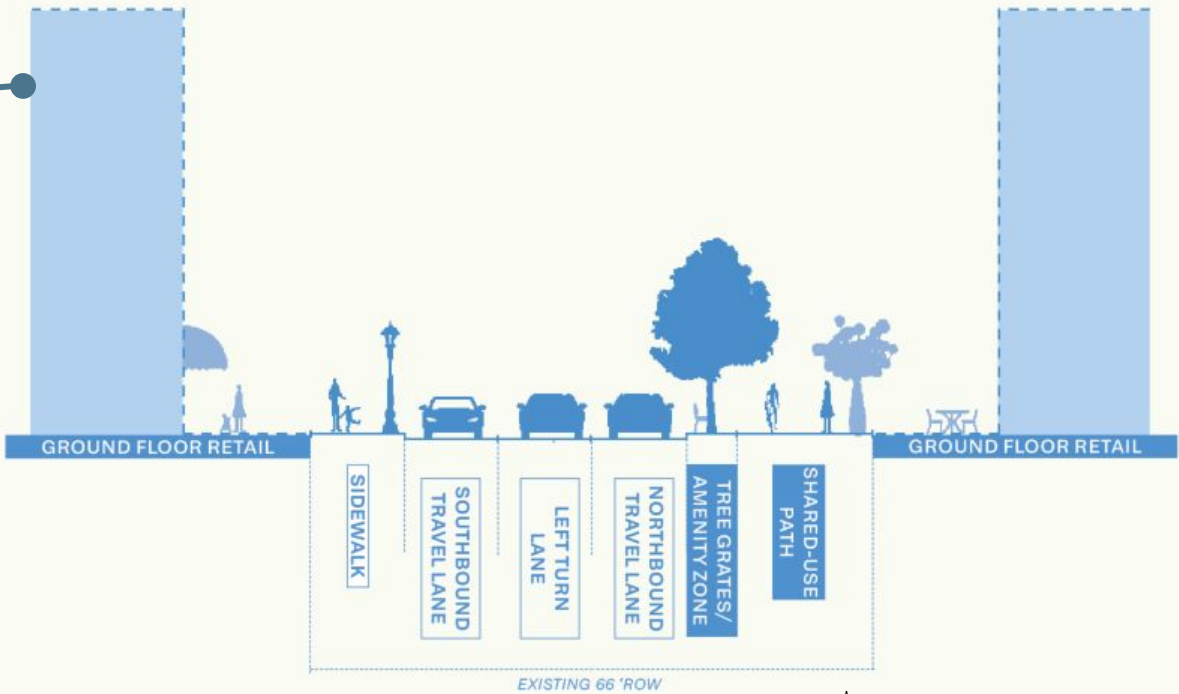 GROUND FLOOR RETAIL
GROUND FLOOR RETAIL
SIDEWALK
SOUTHBOUND
TRAVEL LANE
LEFT TURN
LANE
NORTHBOUND
TRAVEL LANE
TREE GRATES/
AMENITY ZONE
SHARED-USE
PATH
EXISTING 66 'ROW